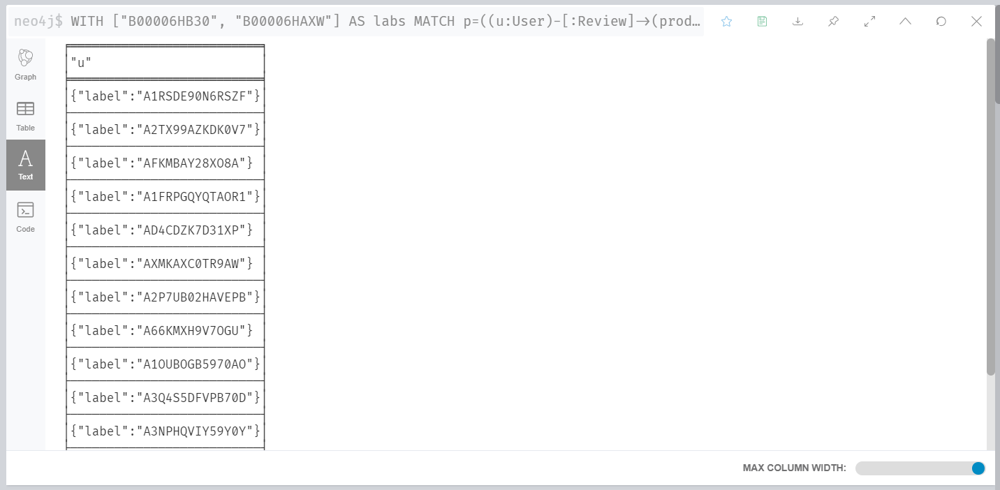 neo4j$ WITH ["B00006HB30", "B00006HAXW"] AS labs MATCH p=((u:User)-[:Review]→(prod…
Graph
Table
Text
Code
"u"
{"label":"A1RSDE90N6RSZF"}
{"label":"A2TX99AZKDK0V7"}
{"label":"AFKMBAY28XO8A"}
{"label":"A1FRPGQYQTAOR1"}
{"label":"AD4CDZK7D31XP"}
{"label":"AXMKAXC0TR9AW"}
{"label":"A2P7UB02HAVEPB"}
{"label":"A66KMXH9V7OGU"}
{"label":"A1OUBOGB5970AO"}
{"label":"A3Q4S5DFVPB70D"}
{"label":"A3NPHQVIY59Y0Y"}
MAX COLUMN WIDTH: